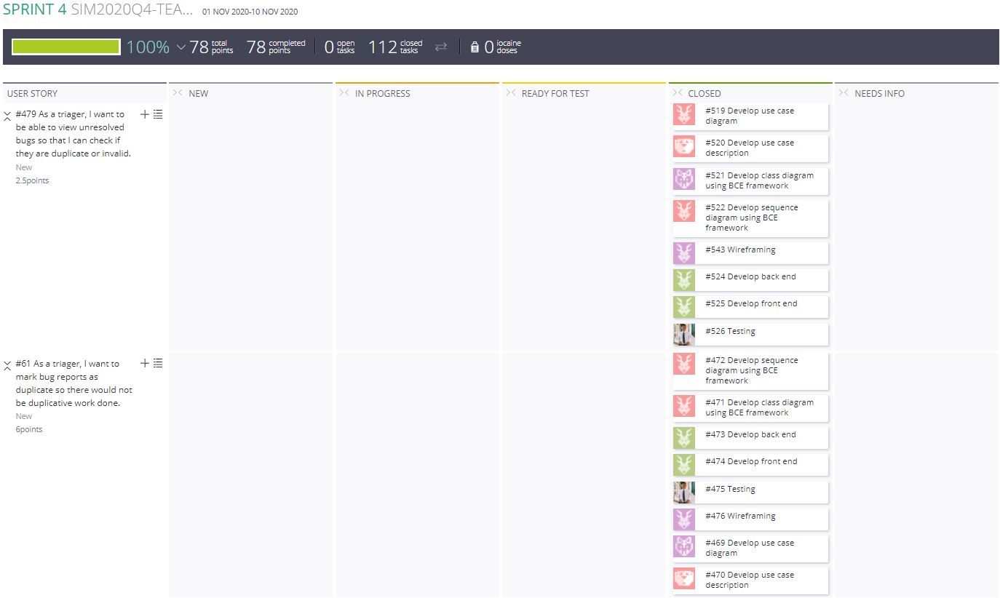 SPRINT 4 SIM2020Q4-TEA... 01 NOV 2020-10 NOV 2020
100% 78 total points 78 completed points 0 open tasks 112 closed tasks 0 iocaine doses
USER STORY NEW IN PROGRESS READY FOR TEST CLOSED NEEDS INFO
#479 As a triager, I want to
be able to view unresolved
bugs so that I can check if
they are duplicate or invalid.
New
2.5points
#519 Develop use case
diagram
#520 Develop use case
description
#521 Develop class diagram
using BCE framework
#522 Develop sequence
diagram using BCE
framework
#543 Wireframing
#524 Develop back end
#525 Develop front end
#526 Testing
#61 As a triager, I want to
mark bug reports as
duplicate so there would not
be duplicative work done.
New
6points
#472 Develop sequence
diagram using BCE
framework
#471 Develop class diagram
using BCE framework
#473 Develop back end
#474 Develop front end
#475 Testing
#476 Wireframing
#469 Develop use case
diagram
#470 Develop use case
description